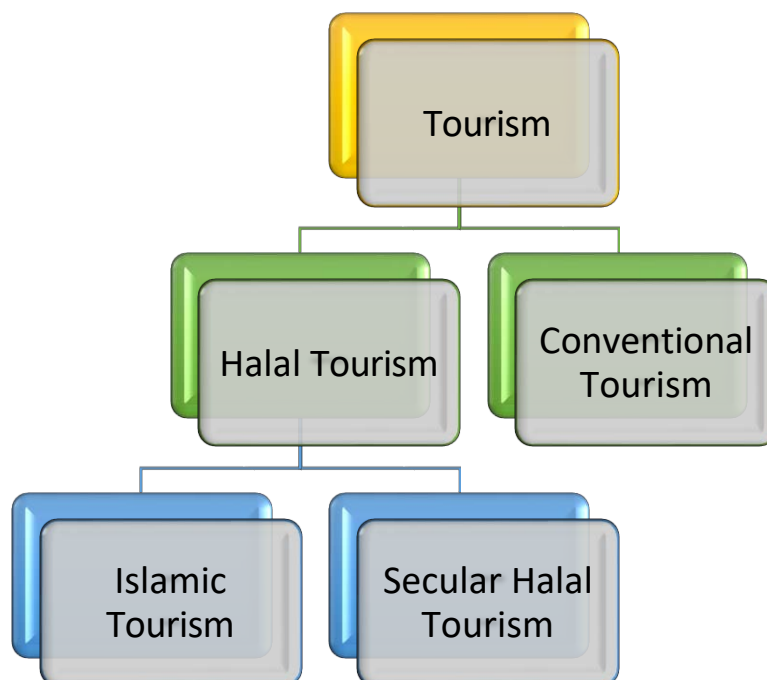 Tourism
Halal Tourism
Conventional
Tourism
Islamic
Tourism
Secular Halal
Tourism